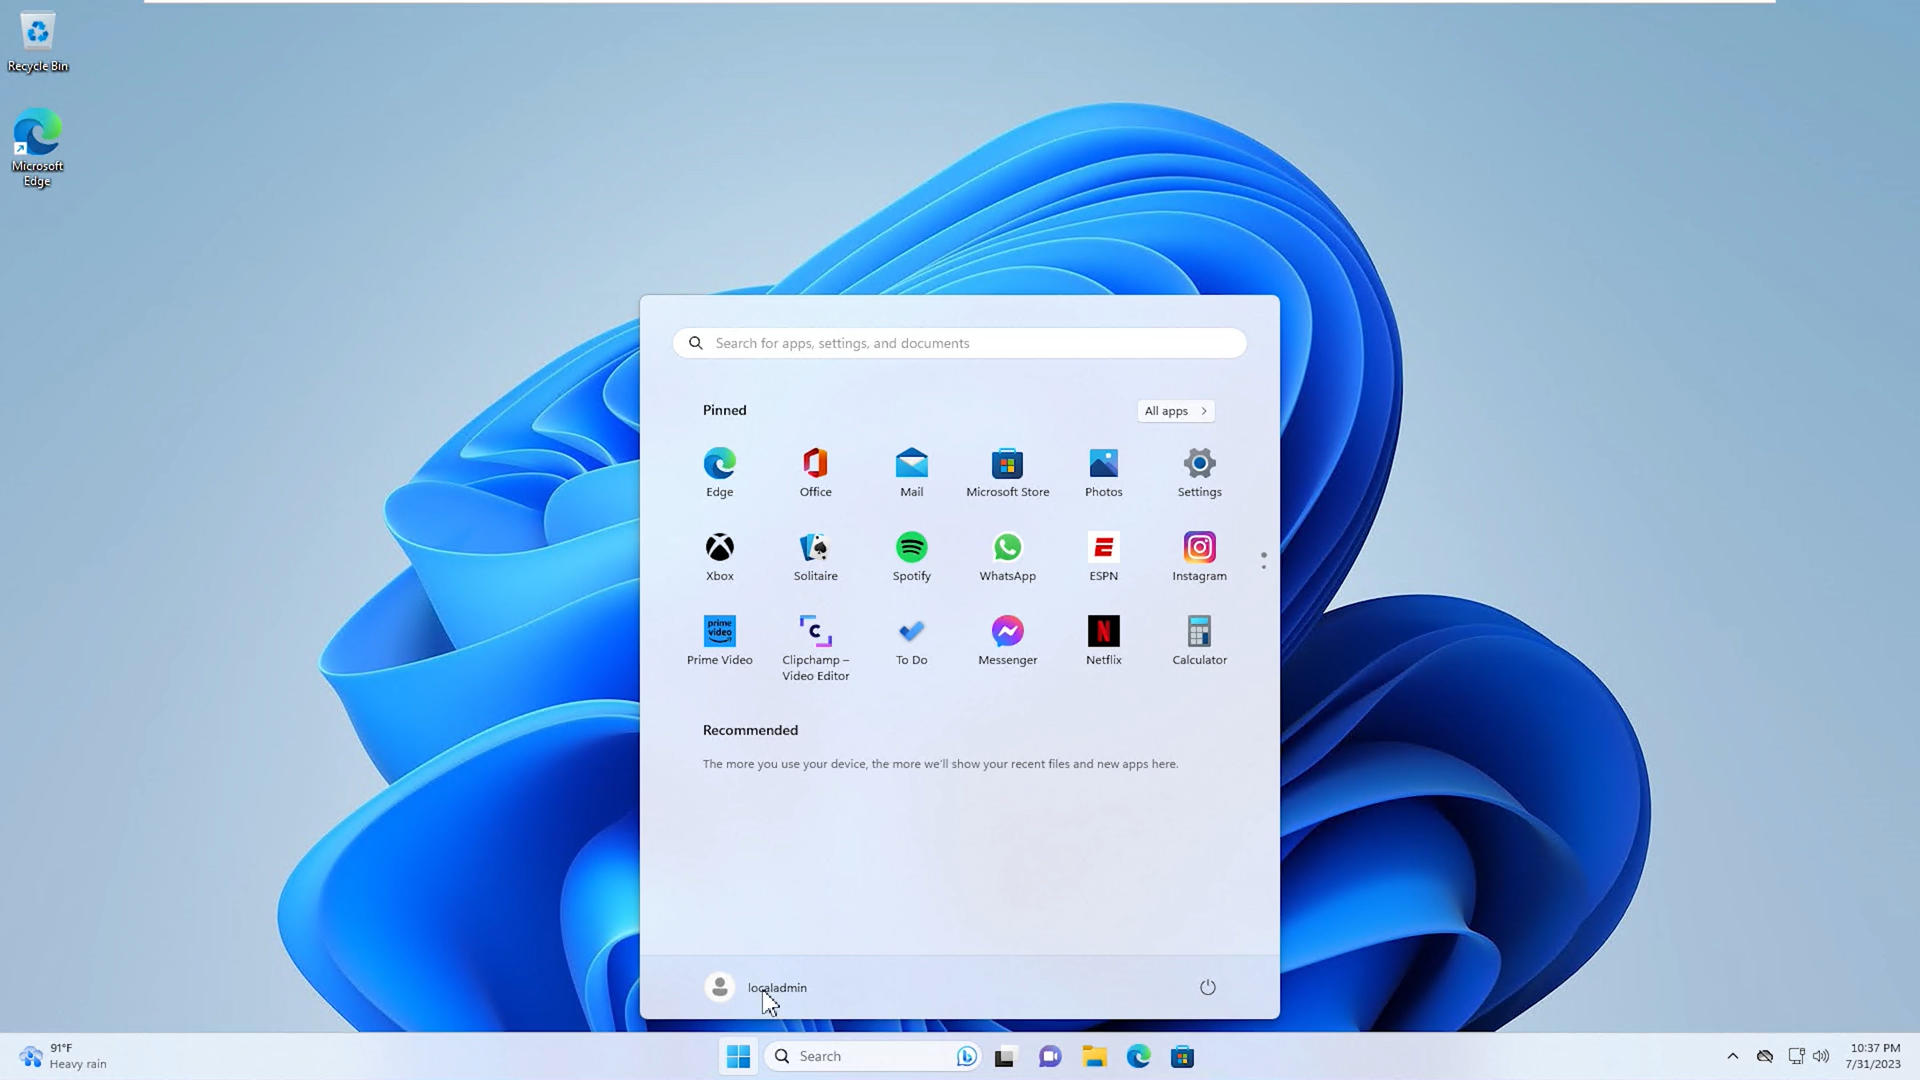 Recycle Bin
Microsoft
Edge
Search for apps, settings, and documents
Pinned
All apps
Edge
Office
Mail
Microsoft Store
Photos
Settings
Xbox
Solitaire
Spotify
WhatsApp
ESPN
Instagram
prime
video
Prime Video
Clipchamp –
Video Editor
To Do
Messenger
Netflix
Calculator
Recommended
The more you use your device, the more we'll show your recent files and new apps here.
localadmin
91°F
Heavy rain
Search
10:37 PM
7/31/2023